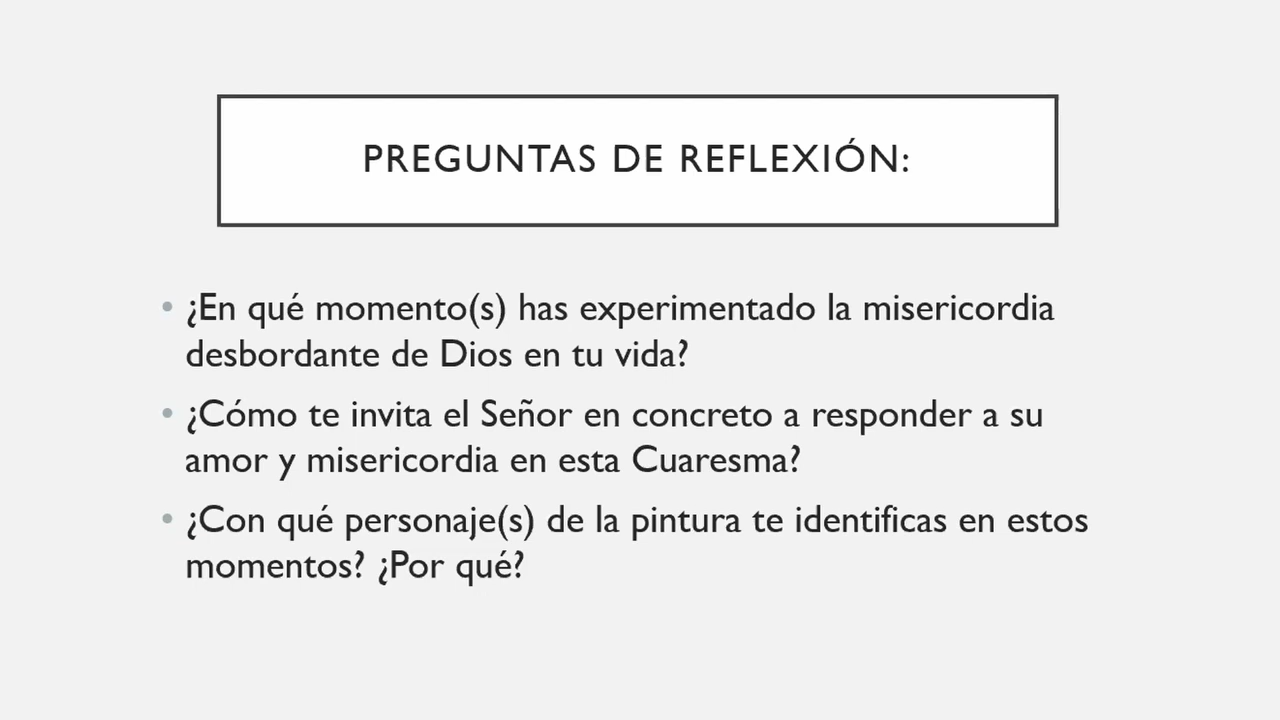 PREGUNTAS DE REFLEXIÓN:
• ¿En qué momento(s) has experimentado la misericordia
desbordante de Dios en tu vida?
• ¿Cómo te invita el Señor en concreto a responder a su
amor y misericordia en esta Cuaresma?
• ¿Con qué personaje(s) de la pintura te identificas en estos
momentos? ¿Por qué?